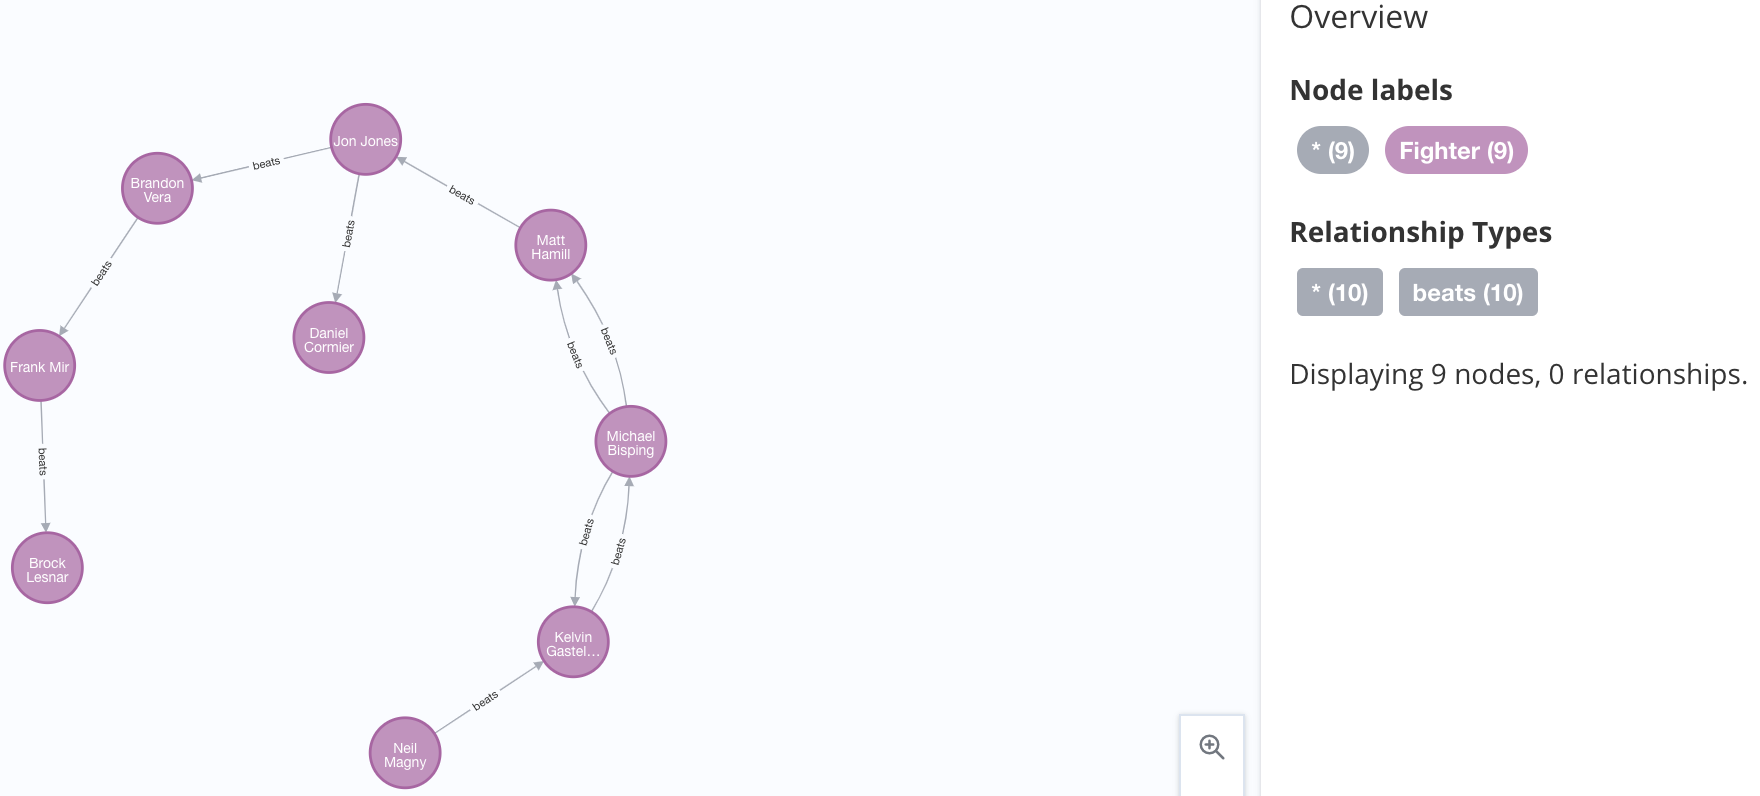 Overview
Node labels
* (9) Fighter (9)
Relationship Types
* (10) beats (10)
Displaying 9 nodes, 0 relationships.
Jon Jones
beats
beats
Brandon
Vera
beats
beats
Matt
Hamill
beats
Daniel
Cormier
Frank Mir
beats
beats
Michael
Bisping
beats
Brock
Lesnar
beats
beats
Kelvin
Gastel...
beats
Neil
Magny